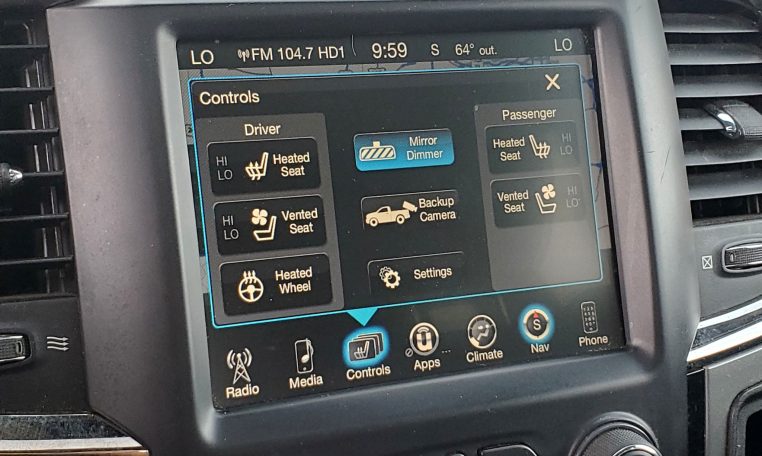 LO FM 104.7 HD1 9:59 S 64° out. LO
Controls
Driver
HI
LO
Heated
Seat
HI
LO
Vented
Seat
Heated
Wheel
Mirror
Dimmer
Backup
Camera
Settings
Passenger
Heated
Seat
HI
LO
Vented
Seat
HI
LO
Radio
Media
Controls
Apps
Climate
S
Nav
Phone